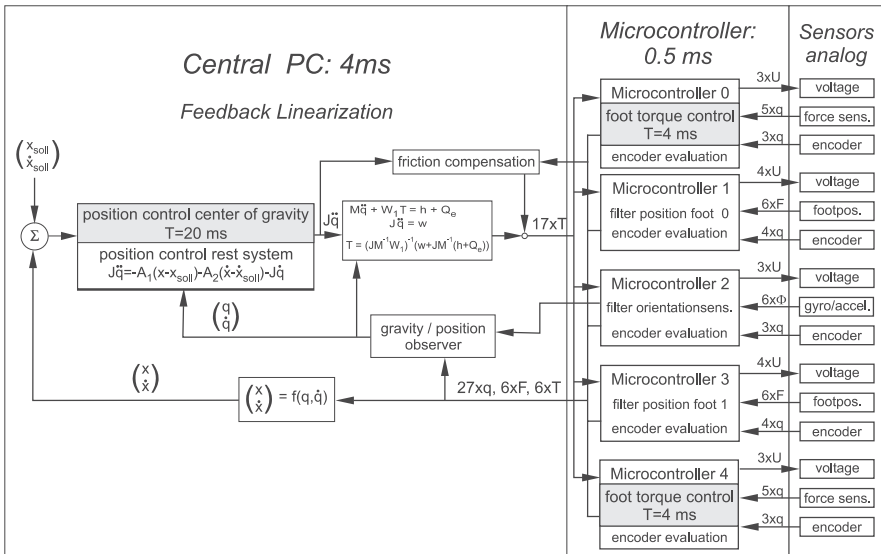 Central PC: 4ms
Feedback Linearization
(x_soll
ẋ_soll)
Σ
position control center of gravity
T=20 ms
position control rest system
Jq̈=-A₁(x-x_soll)-A₂(ẋ-ẋ_soll)-J̇q̇
Jq̈
friction compensation
Mq̈ + W₁T = h + Qₑ
Jq̈ = w
T = (JM⁻¹W₁)⁻¹(w+JM⁻¹(h+Qₑ))
17xT
(q
q̇)
gravity / position
observer
(x
ẋ)
(x
ẋ) = f(q,q̇)
27xq, 6xF, 6xT
Microcontroller:
0.5 ms
Microcontroller 0
foot torque control
T=4 ms
encoder evaluation
Microcontroller 1
filter position foot 0
encoder evaluation
Microcontroller 2
filter orientationsens.
encoder evaluation
Microcontroller 3
filter position foot 1
encoder evaluation
Microcontroller 4
foot torque control
T=4 ms
encoder evaluation
Sensors
analog
3xU voltage
5xq force sens.
3xq encoder
4xU voltage
6xF footpos.
4xq encoder
3xU voltage
6xΦ gyro/accel.
3xq encoder
4xU voltage
6xF footpos.
4xq encoder
3xU voltage
5xq force sens.
3xq encoder